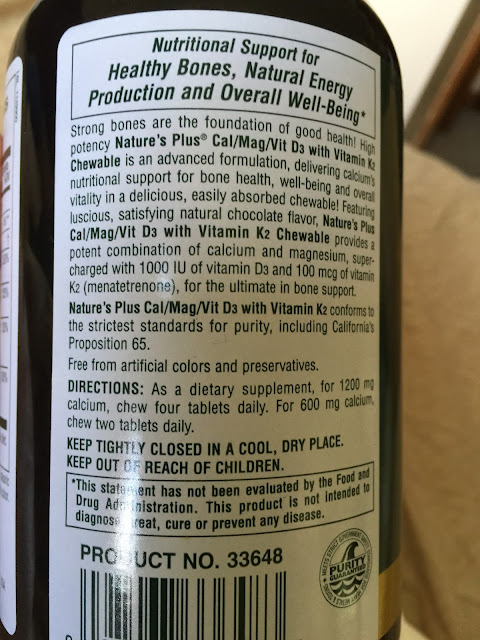 Nutritional Support for
Healthy Bones, Natural Energy
Production and Overall Well-Being*
Strong bones are the foundation of good health! High
potency Nature's Plus® Cal/Mag/Vit D3 with Vitamin K2
Chewable is an advanced formulation, delivering calcium's
nutritional support for bone health, well-being and overall
vitality in a delicious, easily absorbed chewable! Featuring
luscious, satisfying natural chocolate flavor, Nature's Plus
Cal/Mag/Vit D3 with Vitamin K2 Chewable provides a
potent combination of calcium and magnesium, super-
charged with 1000 IU of vitamin D3 and 100 mcg of vitamin
K2 (menatetrenone), for the ultimate in bone support.
Nature's Plus Cal/Mag/Vit D3 with Vitamin K2 conforms to
the strictest standards for purity, including California's
Proposition 65.
Free from artificial colors and preservatives.
DIRECTIONS: As a dietary supplement, for 1200 mg
calcium, chew four tablets daily. For 600 mg calcium,
chew two tablets daily.
KEEP TIGHTLY CLOSED IN A COOL, DRY PLACE.
KEEP OUT OF REACH OF CHILDREN.
*This statement has not been evaluated by the Food and
Drug Administration. This product is not intended to
diagnose, treat, cure or prevent any disease.
PRODUCT NO. 33648
PURITY
GUARANTEED